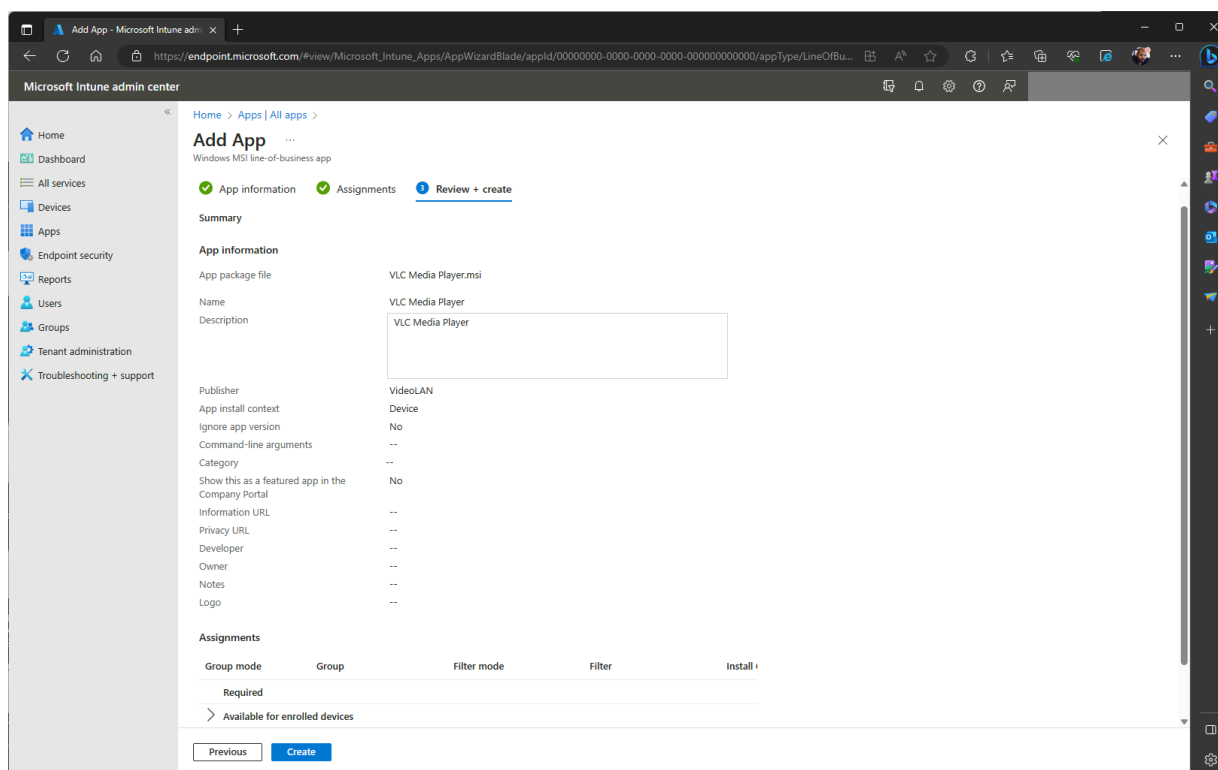 Add App - Microsoft Intune adm
https://endpoint.microsoft.com/#view/Microsoft_Intune_Apps/AppWizardBlade/appId/00000000-0000-0000-0000-000000000000/appType/LineOfBu...
Microsoft Intune admin center
Home
Dashboard
All services
Devices
Apps
Endpoint security
Reports
Users
Groups
Tenant administration
Troubleshooting + support
Home > Apps | All apps >
Add App ...
Windows MSI line-of-business app
App information
Assignments
3 Review + create
Summary
App information
App package file VLC Media Player.msi
Name VLC Media Player
Description VLC Media Player
Publisher VideoLAN
App install context Device
Ignore app version No
Command-line arguments --
Category --
Show this as a featured app in the No
Company Portal
Information URL --
Privacy URL --
Developer --
Owner --
Notes --
Logo --
Assignments
Group mode Group Filter mode Filter Install
Required
Available for enrolled devices
Previous Create